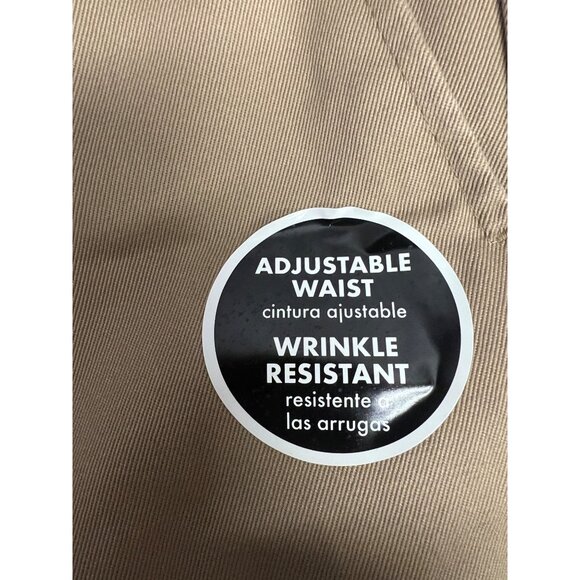 ADJUSTABLE
WAIST
cintura ajustable
WRINKLE
RESISTANT
resistente a
las arrugas